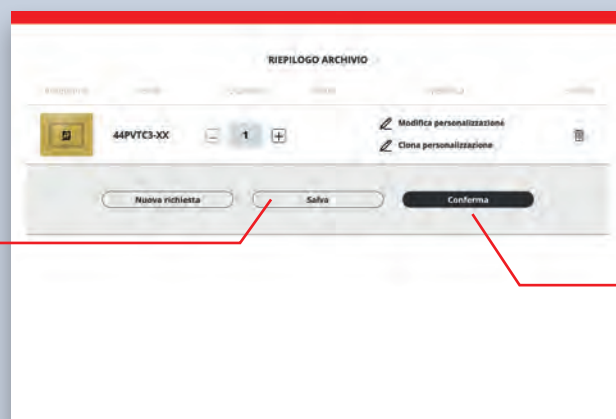 RIEPILOGO ARCHIVIO
44PVTC3-XX
1
Modifica personalizzazione
Clona personalizzazione
Nuova richiesta
Salva
Conferma